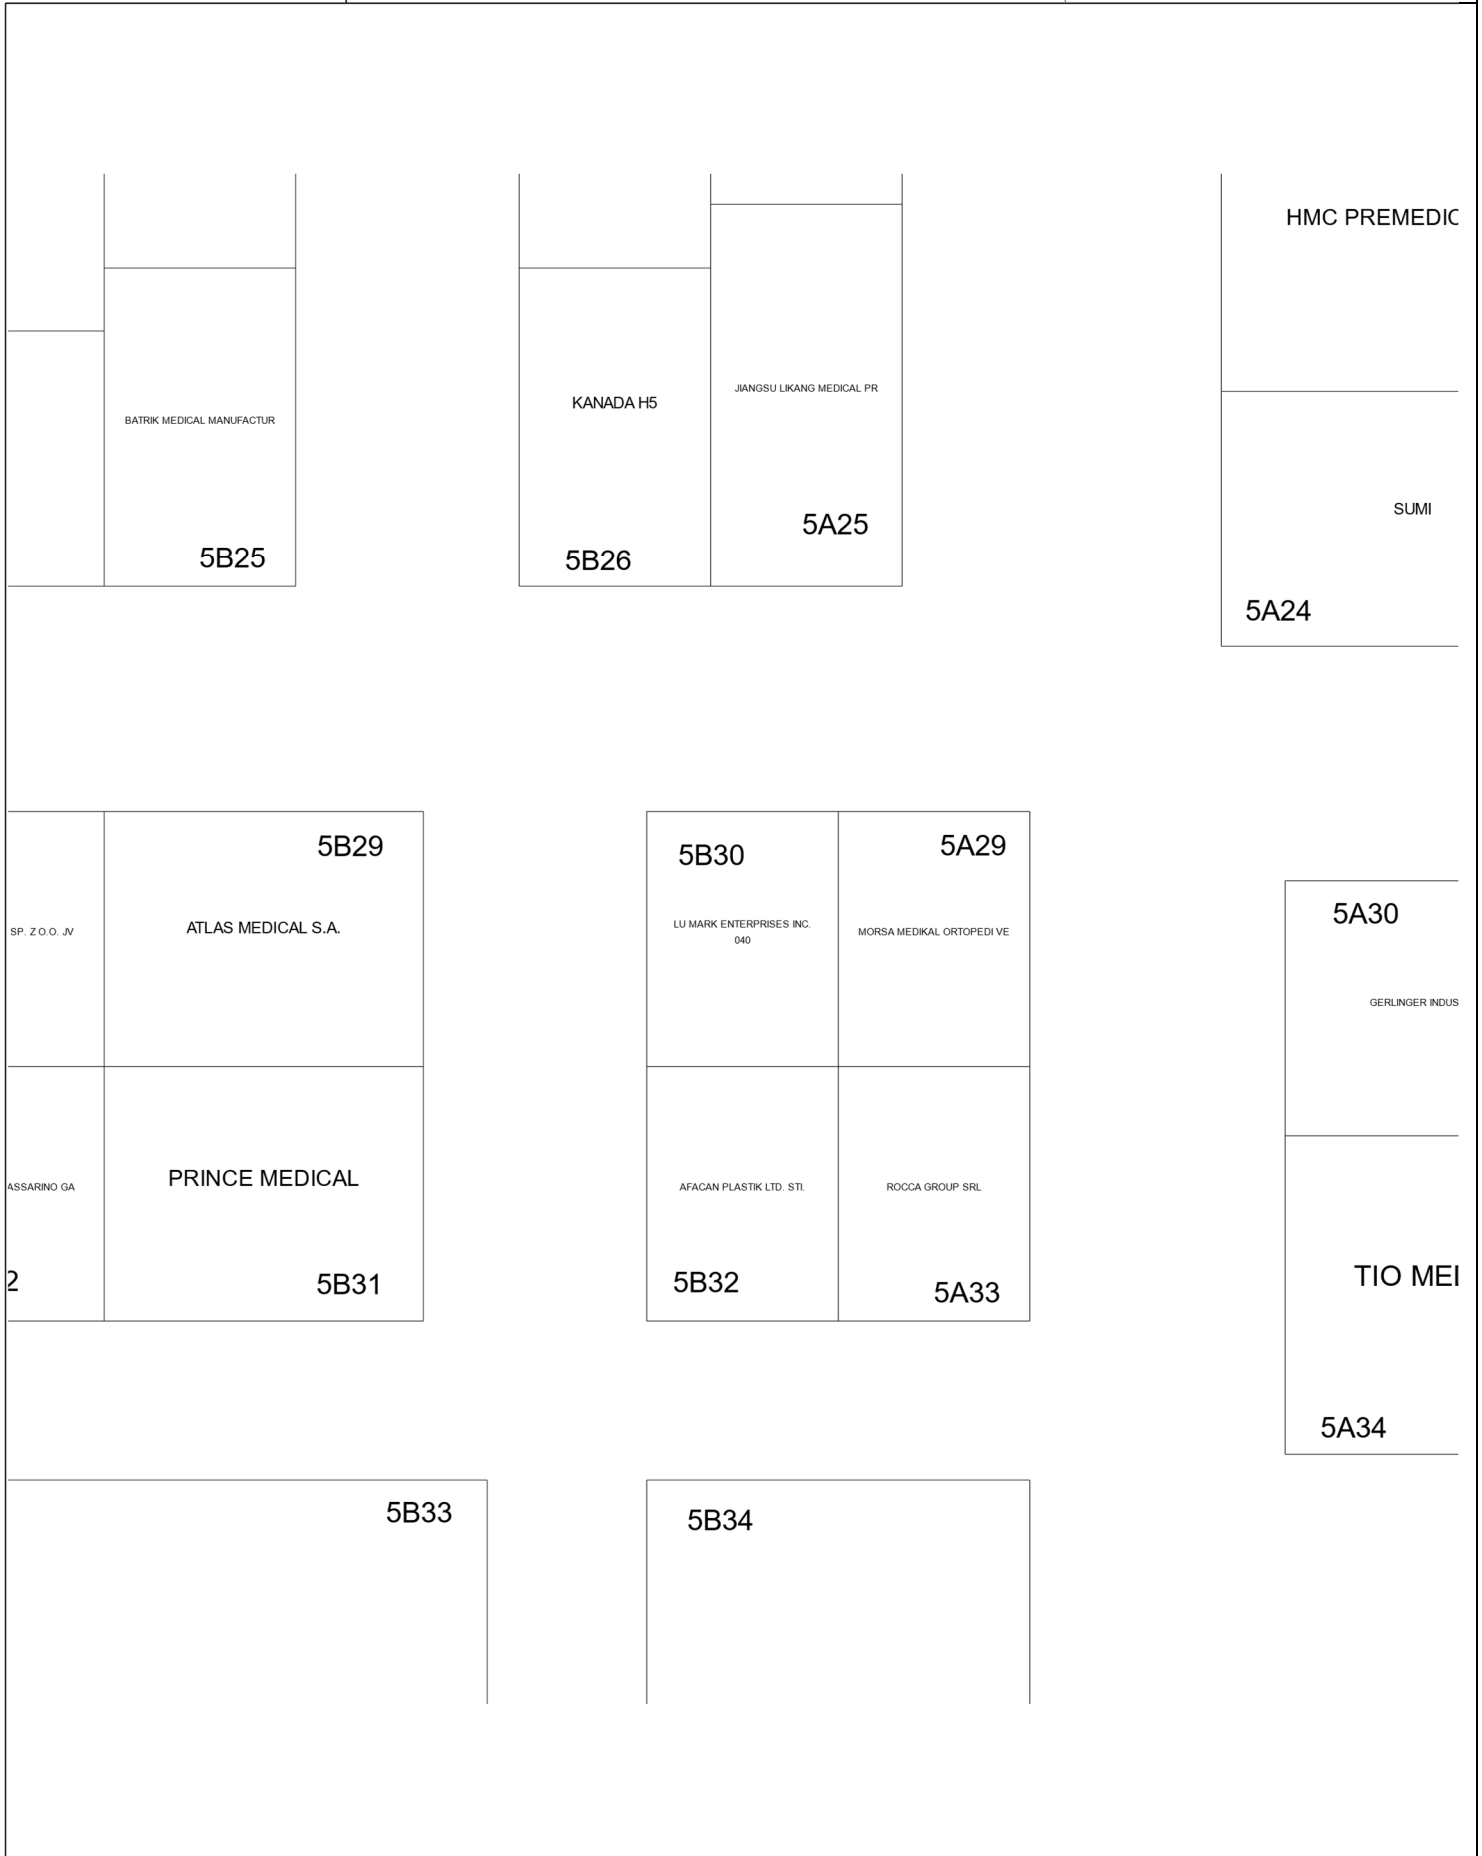 HMC PREMEDIC
JIANGSU LIKANG MEDICAL PR
KANADA H5
BATRIK MEDICAL MANUFACTUR
SUMI
5A25
5B25
5B26
5A24
5B29
5B30
5A29
5A30
SP. Z O.O. JV
ATLAS MEDICAL S.A.
LU MARK ENTERPRISES INC.
040
MORSA MEDIKAL ORTOPEDI VE
GERLINGER INDUS
ASSARINO GA
PRINCE MEDICAL
AFACAN PLASTIK LTD. STI.
ROCCA GROUP SRL
TIO MEI
2
5B31
5B32
5A33
5A34
5B33
5B34